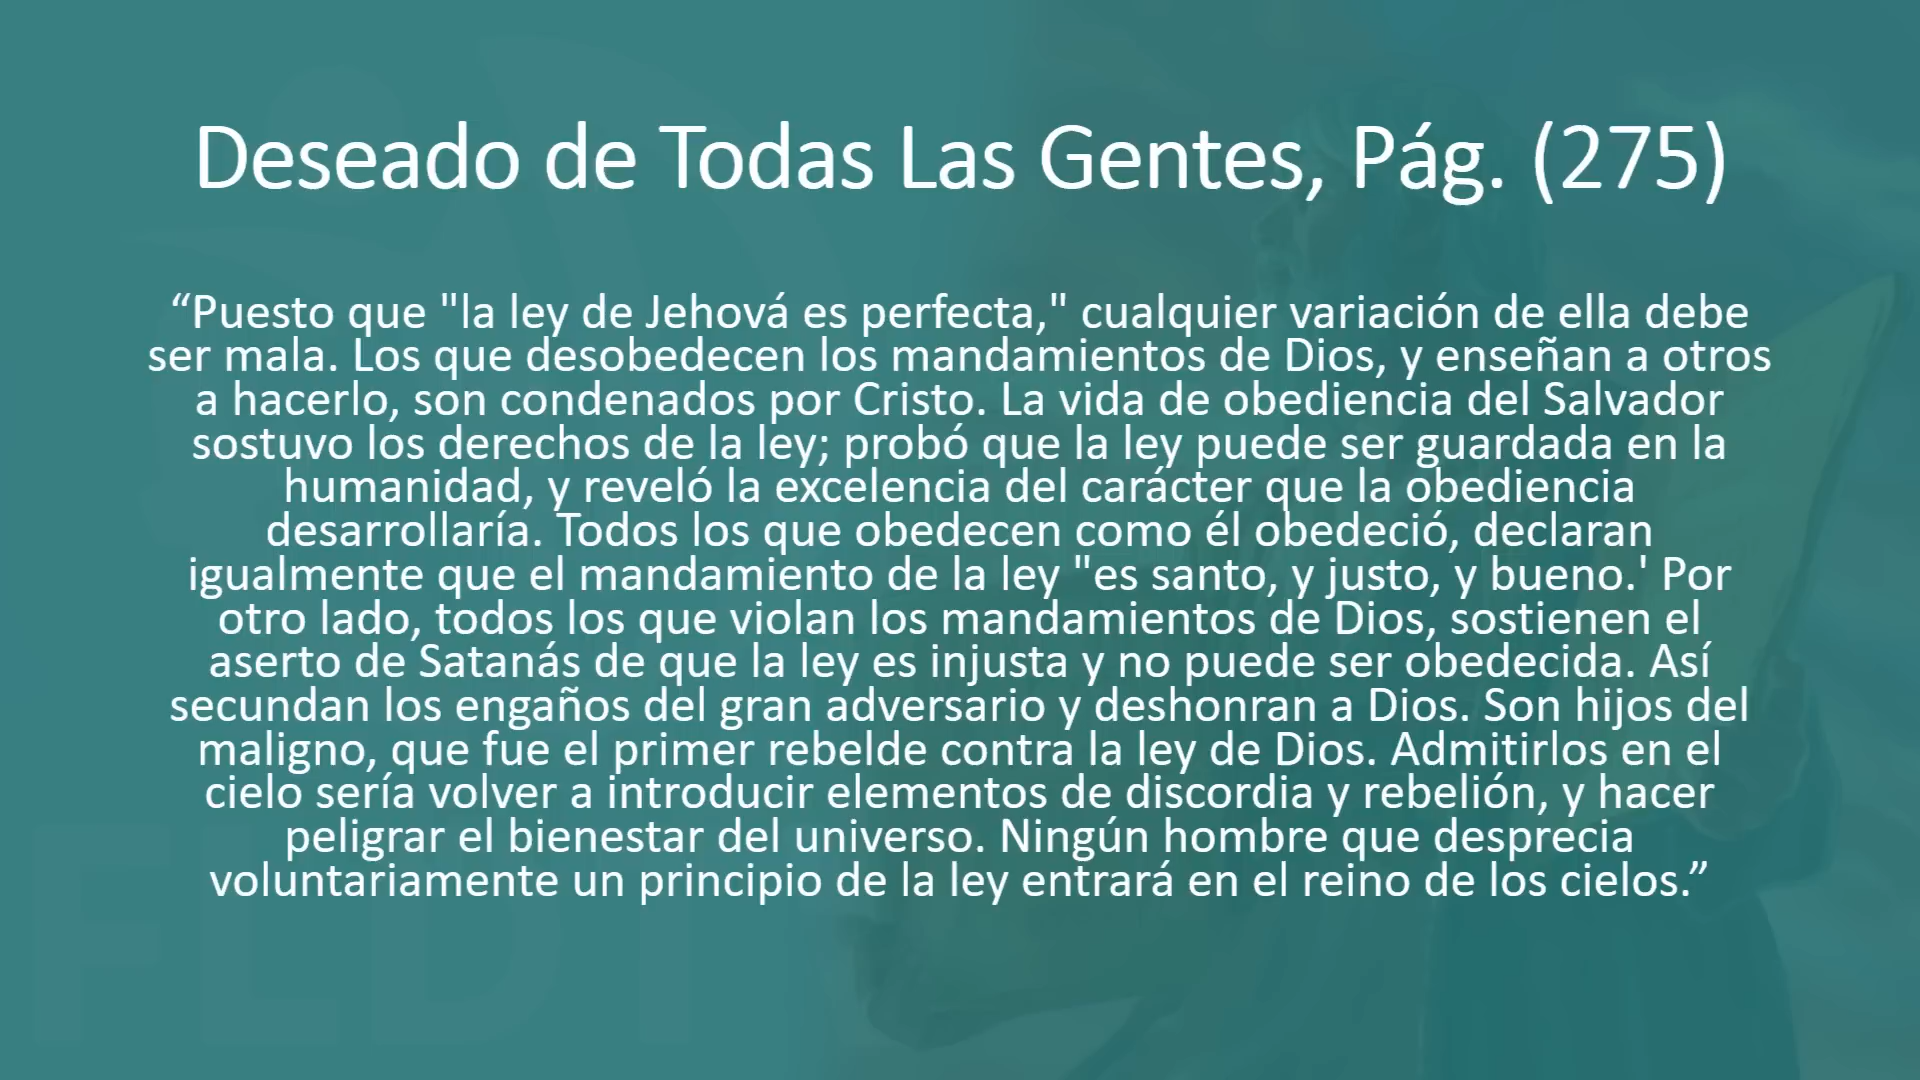 Deseado de Todas Las Gentes, Pág. (275)
“Puesto que "la ley de Jehová es perfecta," cualquier variación de ella debe
ser mala. Los que desobedecen los mandamientos de Dios, y enseñan a otros
a hacerlo, son condenados por Cristo. La vida de obediencia del Salvador
sostuvo los derechos de la ley; probó que la ley puede ser guardada en la
humanidad, y reveló la excelencia del carácter que la obediencia
desarrollaría. Todos los que obedecen como él obedeció, declaran
igualmente que el mandamiento de la ley "es santo, y justo, y bueno.' Por
otro lado, todos los que violan los mandamientos de Dios, sostienen el
aserto de Satanás de que la ley es injusta y no puede ser obedecida. Así
secundan los engaños del gran adversario y deshonran a Dios. Son hijos del
maligno, que fue el primer rebelde contra la ley de Dios. Admitirlos en el
cielo sería volver a introducir elementos de discordia y rebelión, y hacer
peligrar el bienestar del universo. Ningún hombre que desprecia
voluntariamente un principio de la ley entrará en el reino de los cielos.”